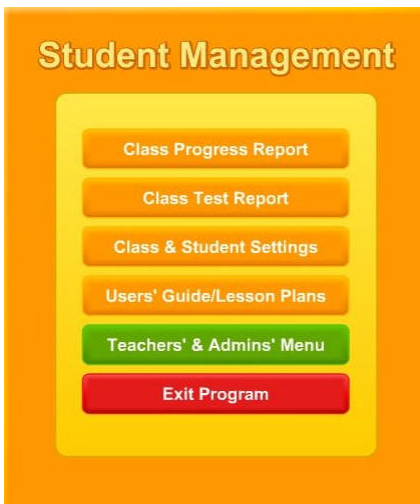 Student Management
Class Progress Report
Class Test Report
Class & Student Settings
Users' Guide/Lesson Plans
Teachers' & Admins' Menu
Exit Program